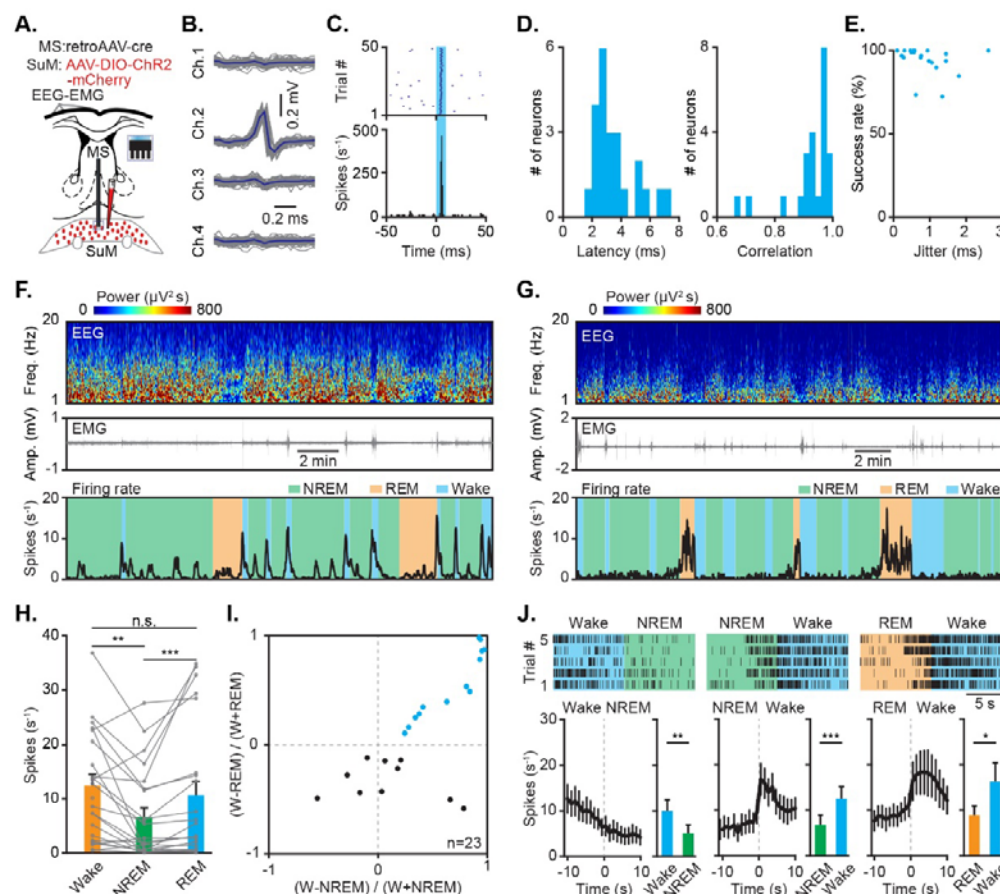 A.
MS:retroAAV-cre
SuM: AAV-DIO-ChR2
-mCherry
EEG-EMG
MS
SuM
B.
Ch.1
Ch.2
Ch.3
Ch.4
0.2 mV
0.2 ms
C.
50
Trial #
1
500
250
0
Spikes (s⁻¹)
-50 0 50
Time (ms)
D.
6
3
0
# of neurons
0 2 4 6 8
Latency (ms)
8
4
0
# of neurons
0.6 0.8 1.0
Correlation
E.
100
50
0
Success rate (%)
0 1 2 3
Jitter (ms)
F.
Power (µV² s)
0 800
20
EEG
Freq. (Hz)
1
1
EMG
Amp. (mV)
2 min
-1
Firing rate NREM REM Wake
20
10
0
Spikes (s⁻¹)
G.
Power (µV² s)
0 800
20
EEG
Freq. (Hz)
1
2
EMG
Amp. (mV)
2 min
-2
Firing rate NREM REM Wake
20
10
0
Spikes (s⁻¹)
H.
n.s.
** ***
40
30
20
10
0
Spikes (s⁻¹)
Wake NREM REM
I.
1
0
-1
(W-REM) / (W+REM)
n=23
-1 0 1
(W-NREM) / (W+NREM)
J.
Wake NREM NREM Wake REM Wake
5
Trial #
1
5 s
Wake NREM NREM Wake REM Wake
** *** *
30
20
10
0
Spikes (s⁻¹)
-10 0 10 -10 0 10 -10 0 10
Time (s) Time (s) Time (s)
Wake NREM NREM Wake REM Wake